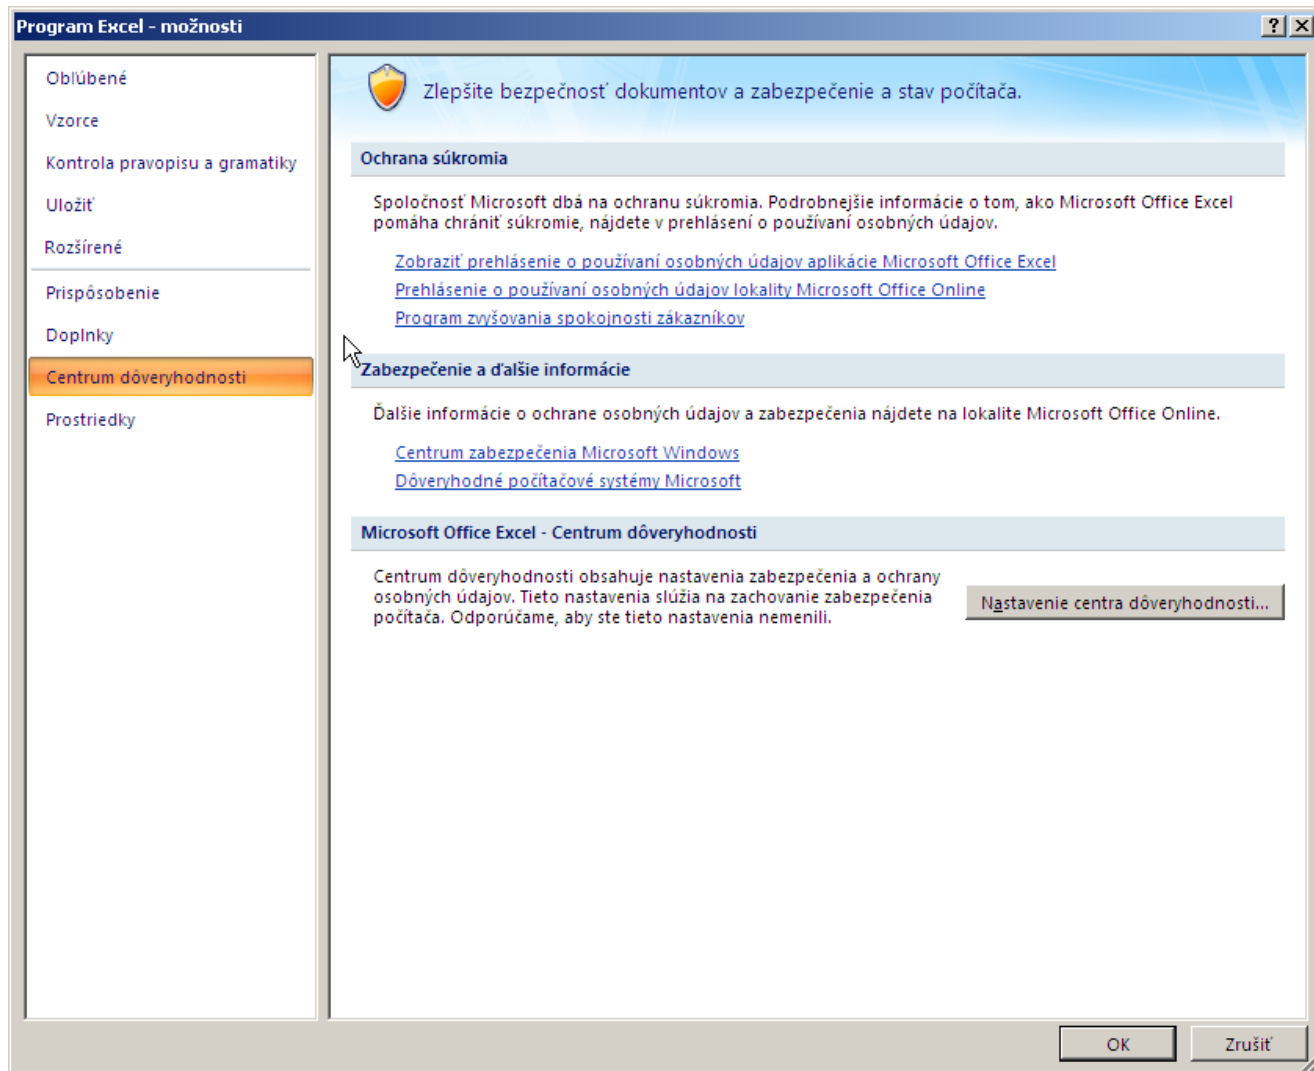 Program Excel - možnosti
Obľúbené
Vzorce
Kontrola pravopisu a gramatiky
Uložiť
Rozšírené
Prispôsobenie
Doplnky
Centrum dôveryhodnosti
Prostriedky
Zlepšite bezpečnosť dokumentov a zabezpečenie a stav počítača.
Ochrana súkromia
Spoločnosť Microsoft dbá na ochranu súkromia. Podrobnejšie informácie o tom, ako Microsoft Office Excel
pomáha chrániť súkromie, nájdete v prehlásení o používaní osobných údajov.
Zobraziť prehlásenie o používaní osobných údajov aplikácie Microsoft Office Excel
Prehlásenie o používaní osobných údajov lokality Microsoft Office Online
Program zvyšovania spokojnosti zákazníkov
Zabezpečenie a ďalšie informácie
Ďalšie informácie o ochrane osobných údajov a zabezpečenia nájdete na lokalite Microsoft Office Online.
Centrum zabezpečenia Microsoft Windows
Dôveryhodné počítačové systémy Microsoft
Microsoft Office Excel - Centrum dôveryhodnosti
Centrum dôveryhodnosti obsahuje nastavenia zabezpečenia a ochrany
osobných údajov. Tieto nastavenia slúžia na zachovanie zabezpečenia
počítača. Odporúčame, aby ste tieto nastavenia nemenili.
Nastavenie centra dôveryhodnosti...
OK
Zrušiť